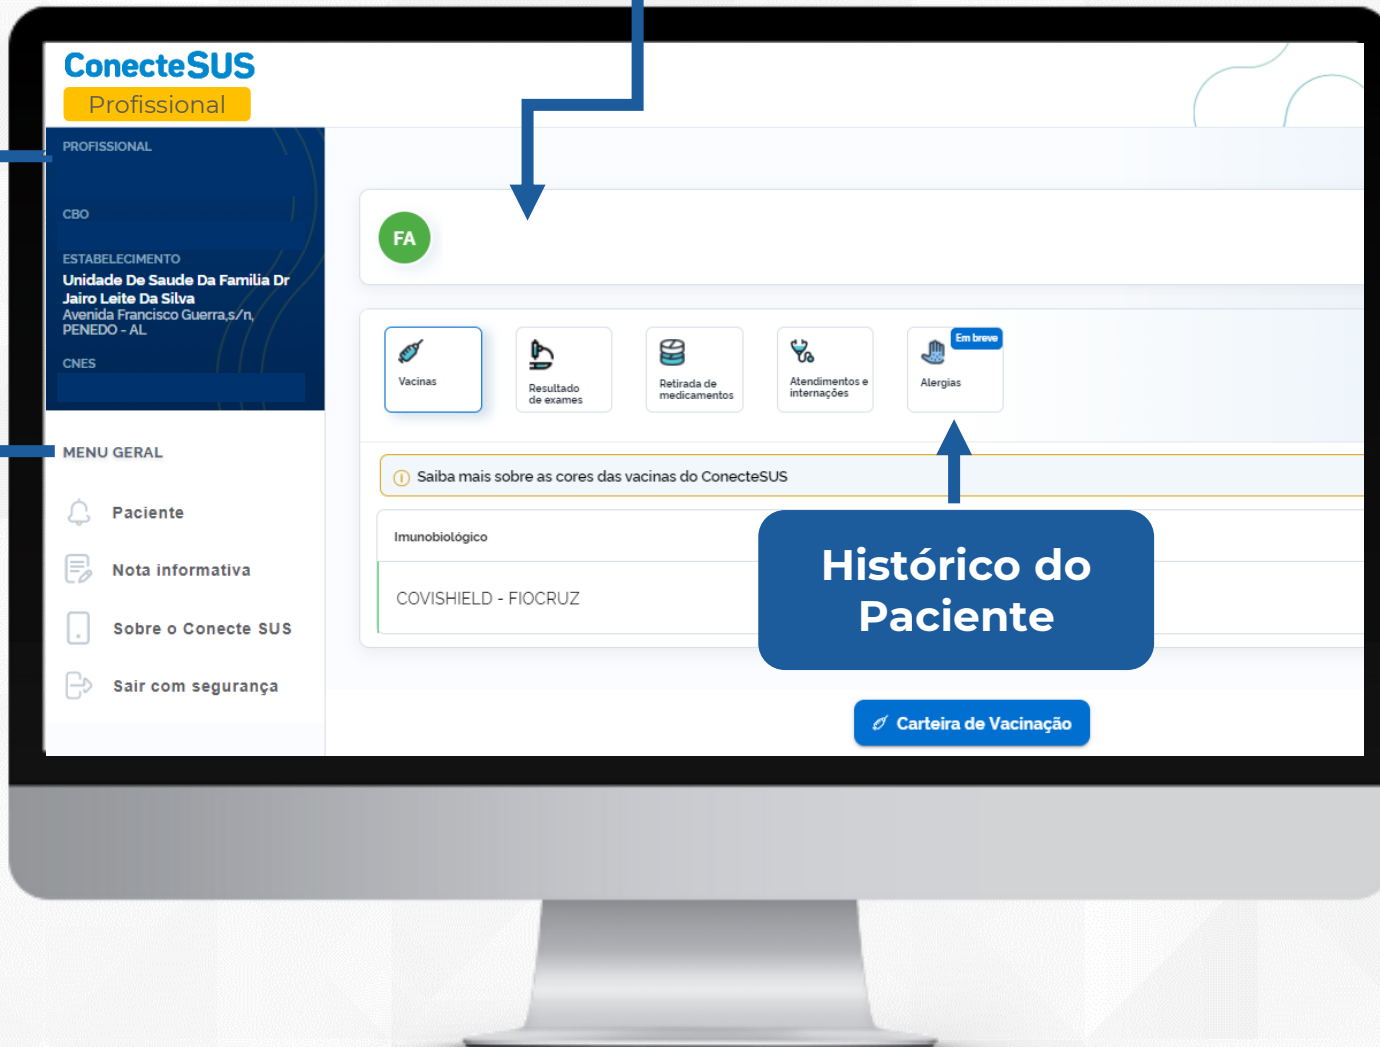 ConecteSUS
Profissional
PROFISSIONAL
CBO
ESTABELECIMENTO
Unidade De Saude Da Familia Dr
Jairo Leite Da Silva
Avenida Francisco Guerra,s/n,
PENEDO - AL
CNES
MENU GERAL
Paciente
Nota informativa
Sobre o Conecte SUS
Sair com segurança
FA
Vacinas
Resultado
de exames
Retirada de
medicamentos
Atendimentos e
internações
Em breve
Alergias
Saiba mais sobre as cores das vacinas do ConecteSUS
Imunobiológico
COVISHIELD - FIOCRUZ
Histórico do
Paciente
Carteira de Vacinação